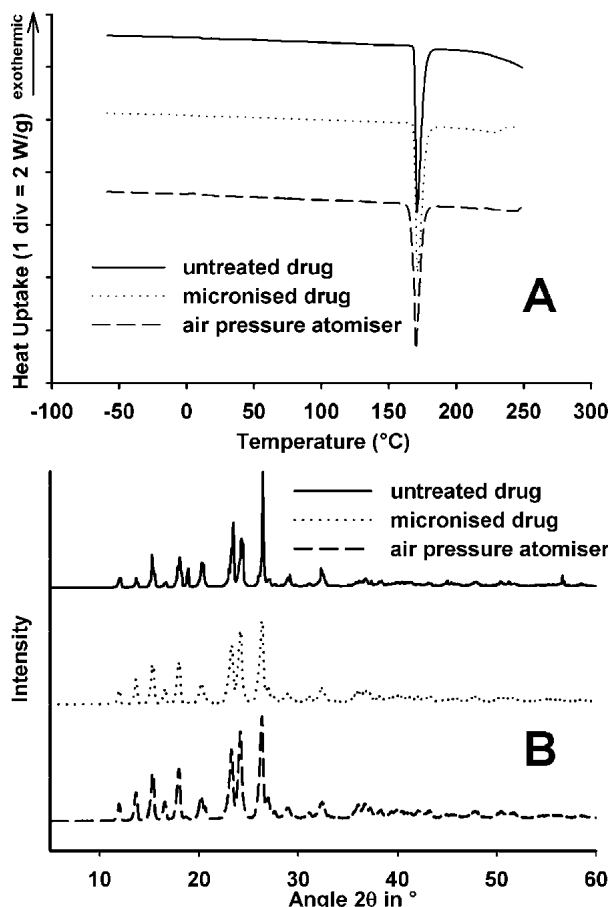 exothermic
Heat Uptake (1 div = 2 W/g)
untreated drug
micronised drug
air pressure atomiser
A
-100 -50 0 50 100 150 200 250 300
Temperature (°C)
untreated drug
micronised drug
air pressure atomiser
Intensity
B
10 20 30 40 50 60
Angle 2θ in °